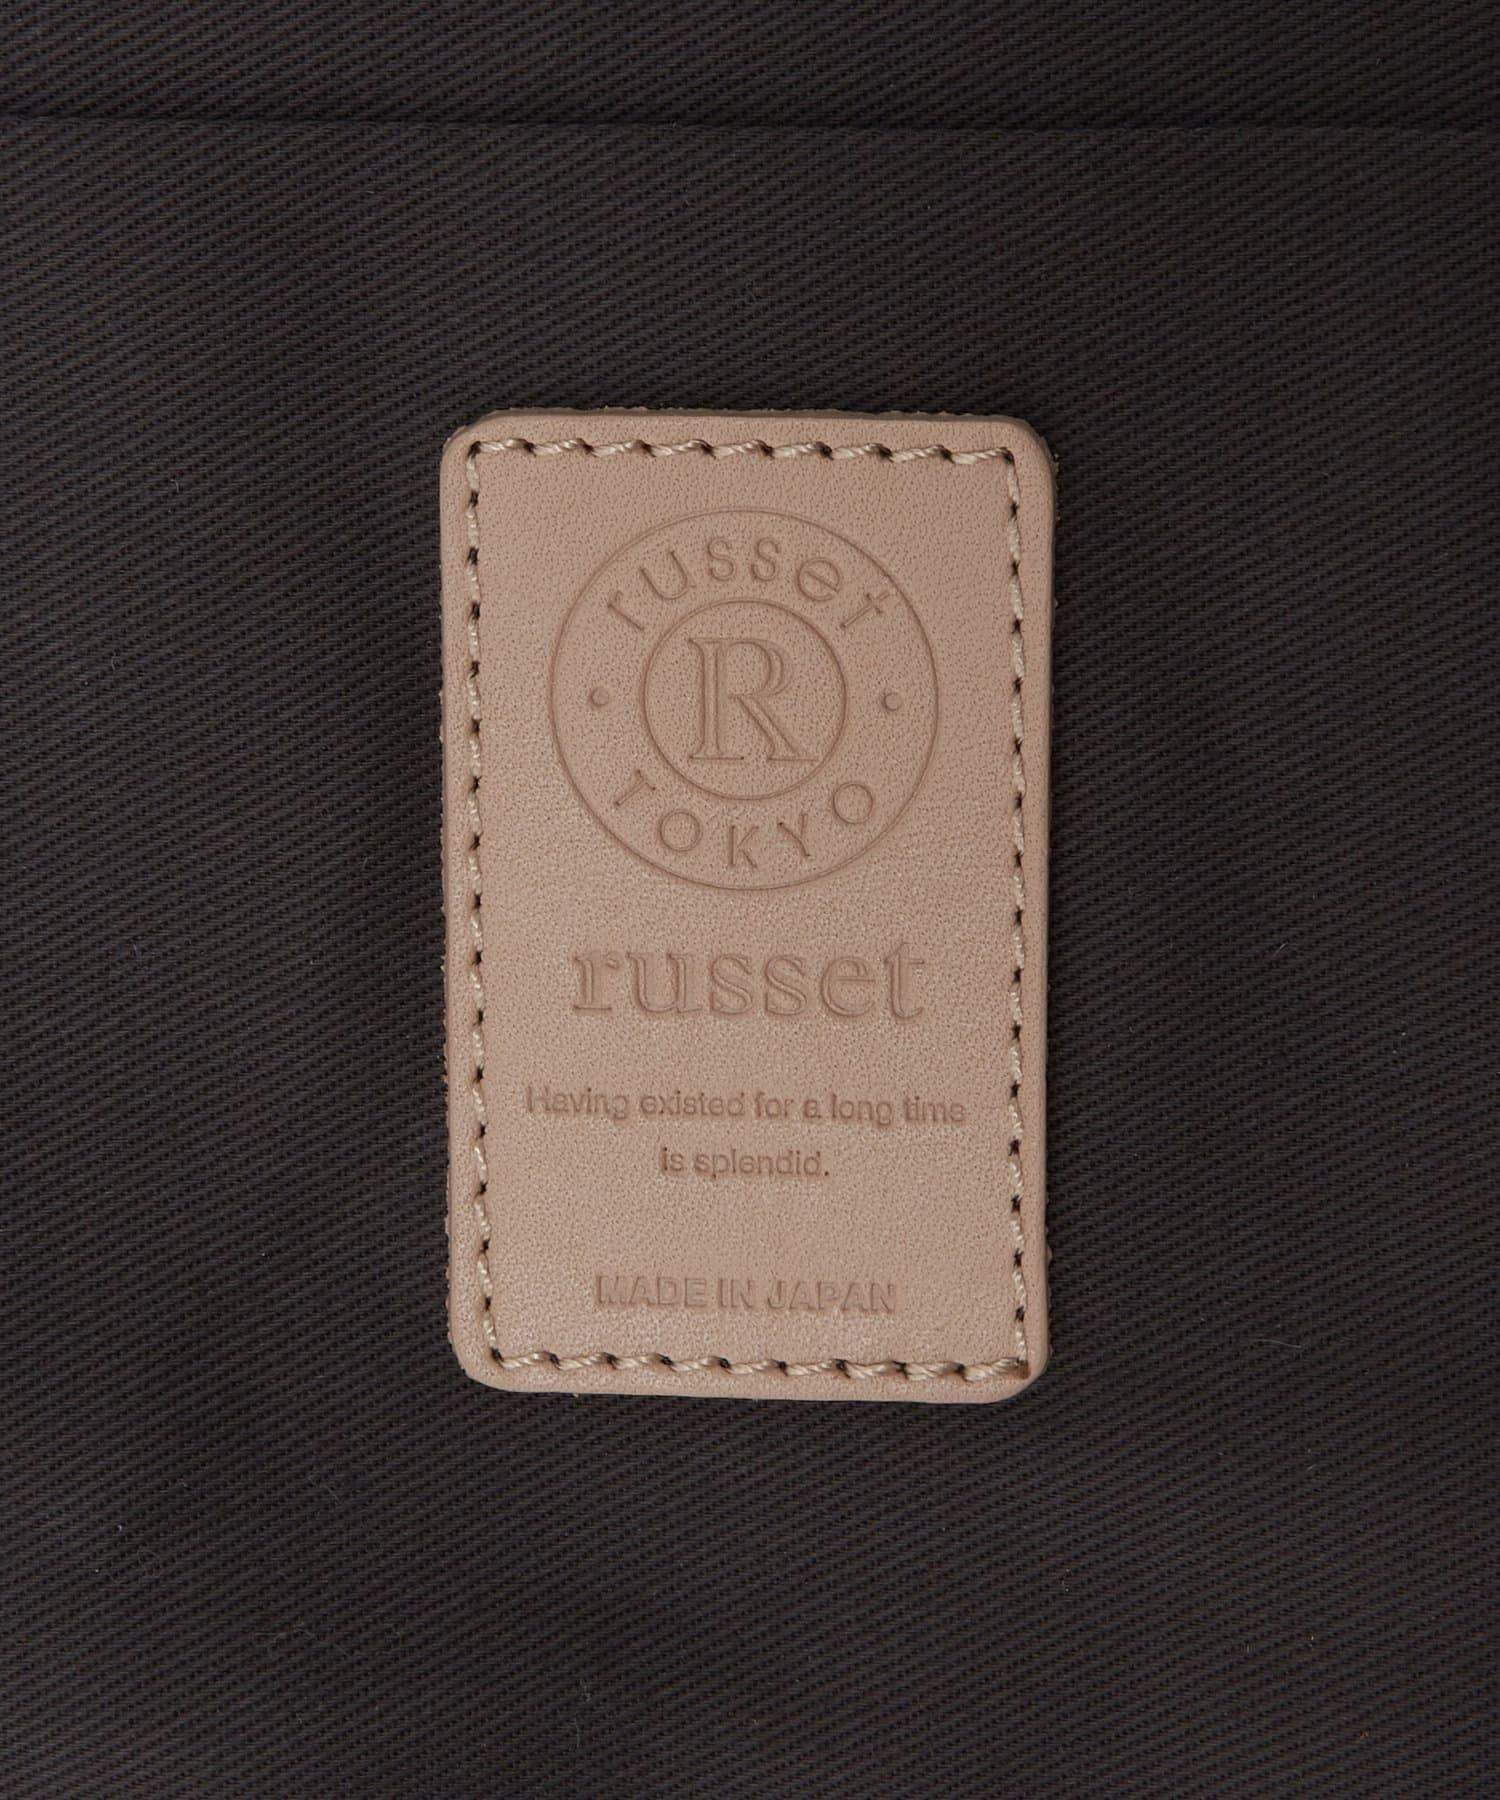 russet
R
TOKYO
russet
Having existed for a long time
is splendid.
MADE IN JAPAN